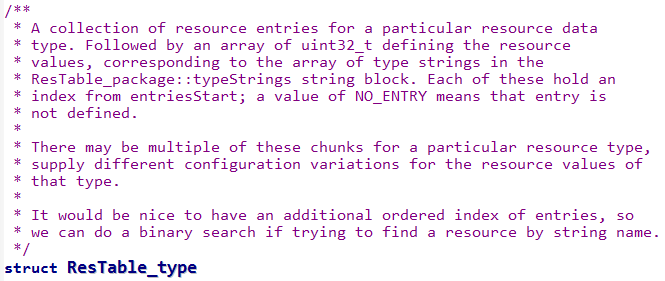 /**
 * A collection of resource entries for a particular resource data
 * type. Followed by an array of uint32_t defining the resource
 * values, corresponding to the array of type strings in the
 * ResTable_package::typeStrings string block. Each of these hold an
 * index from entriesStart; a value of NO_ENTRY means that entry is
 * not defined.
 *
 * There may be multiple of these chunks for a particular resource type,
 * supply different configuration variations for the resource values of
 * that type.
 *
 * It would be nice to have an additional ordered index of entries, so
 * we can do a binary search if trying to find a resource by string name.
 */
struct ResTable_type